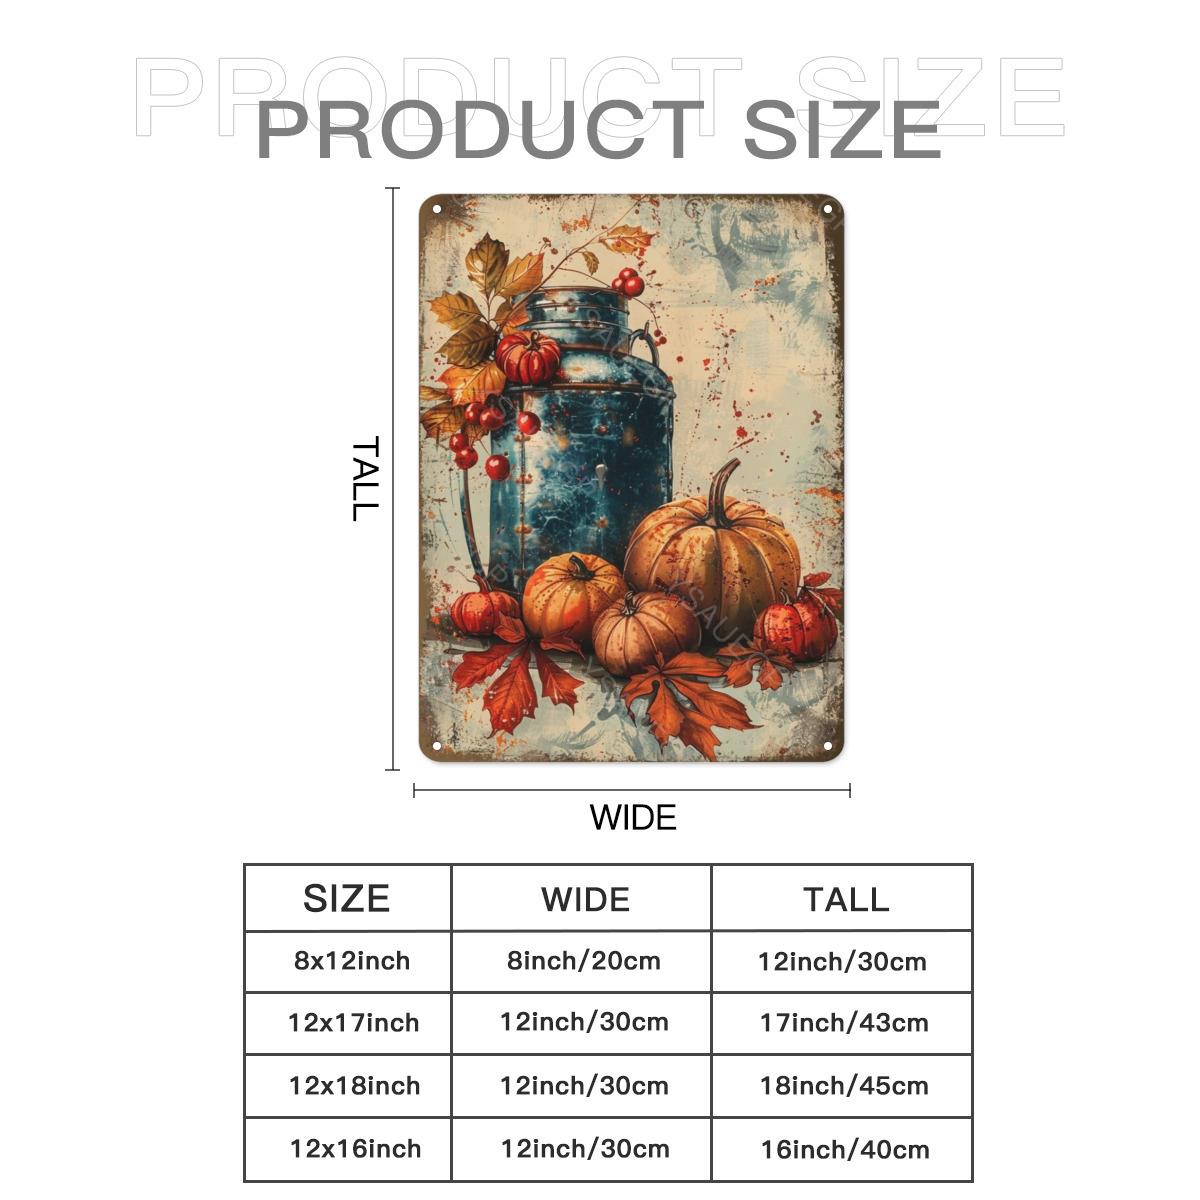 PRODUCT SIZE
PRODUCT SIZE
TALL
WIDE
SIZE WIDE TALL
8x12inch 8inch/20cm 12inch/30cm
12x17inch 12inch/30cm 17inch/43cm
12x18inch 12inch/30cm 18inch/45cm
12x16inch 12inch/30cm 16inch/40cm